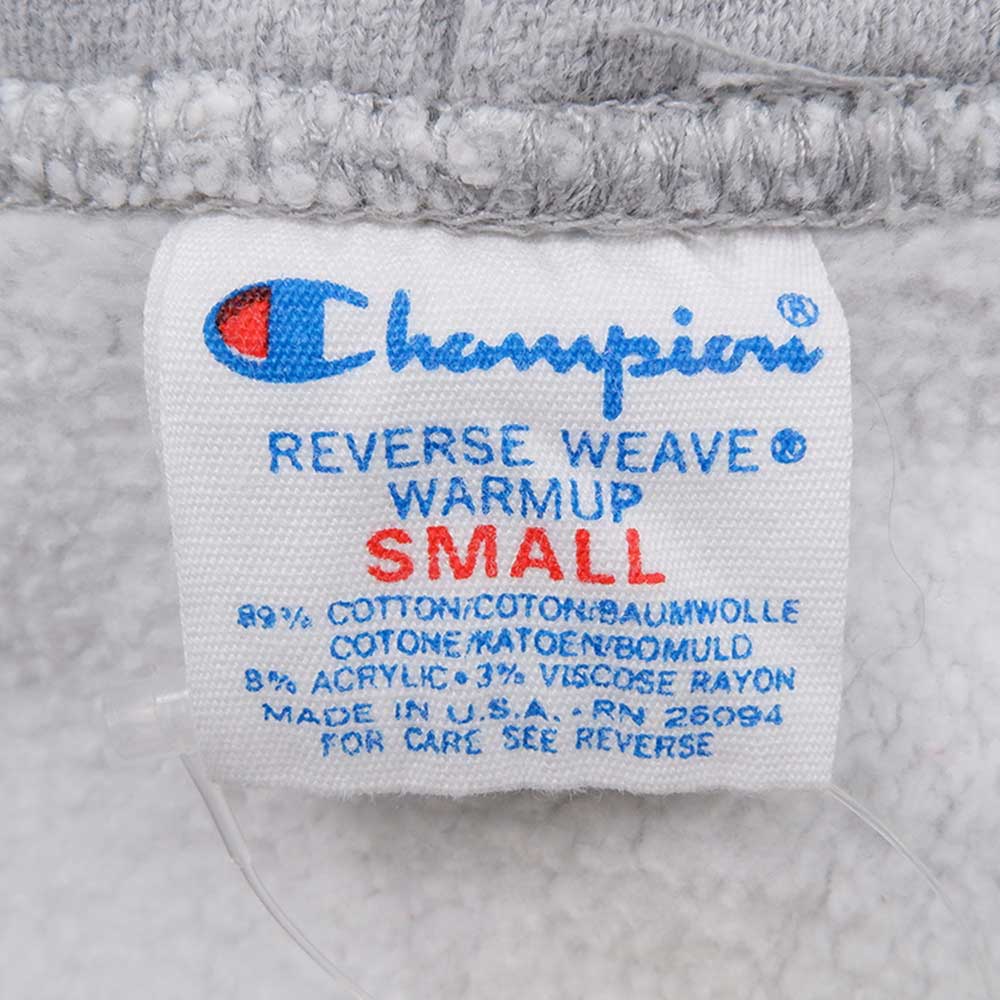 Champion®
REVERSE WEAVE®
WARMUP
SMALL
89% COTTON/COTON/BAUMWOLLE
COTONE/KATOEN/BOMULD
8% ACRYLIC • 3% VISCOSE RAYON
MADE IN U.S.A. • RN 26094
FOR CARE SEE REVERSE